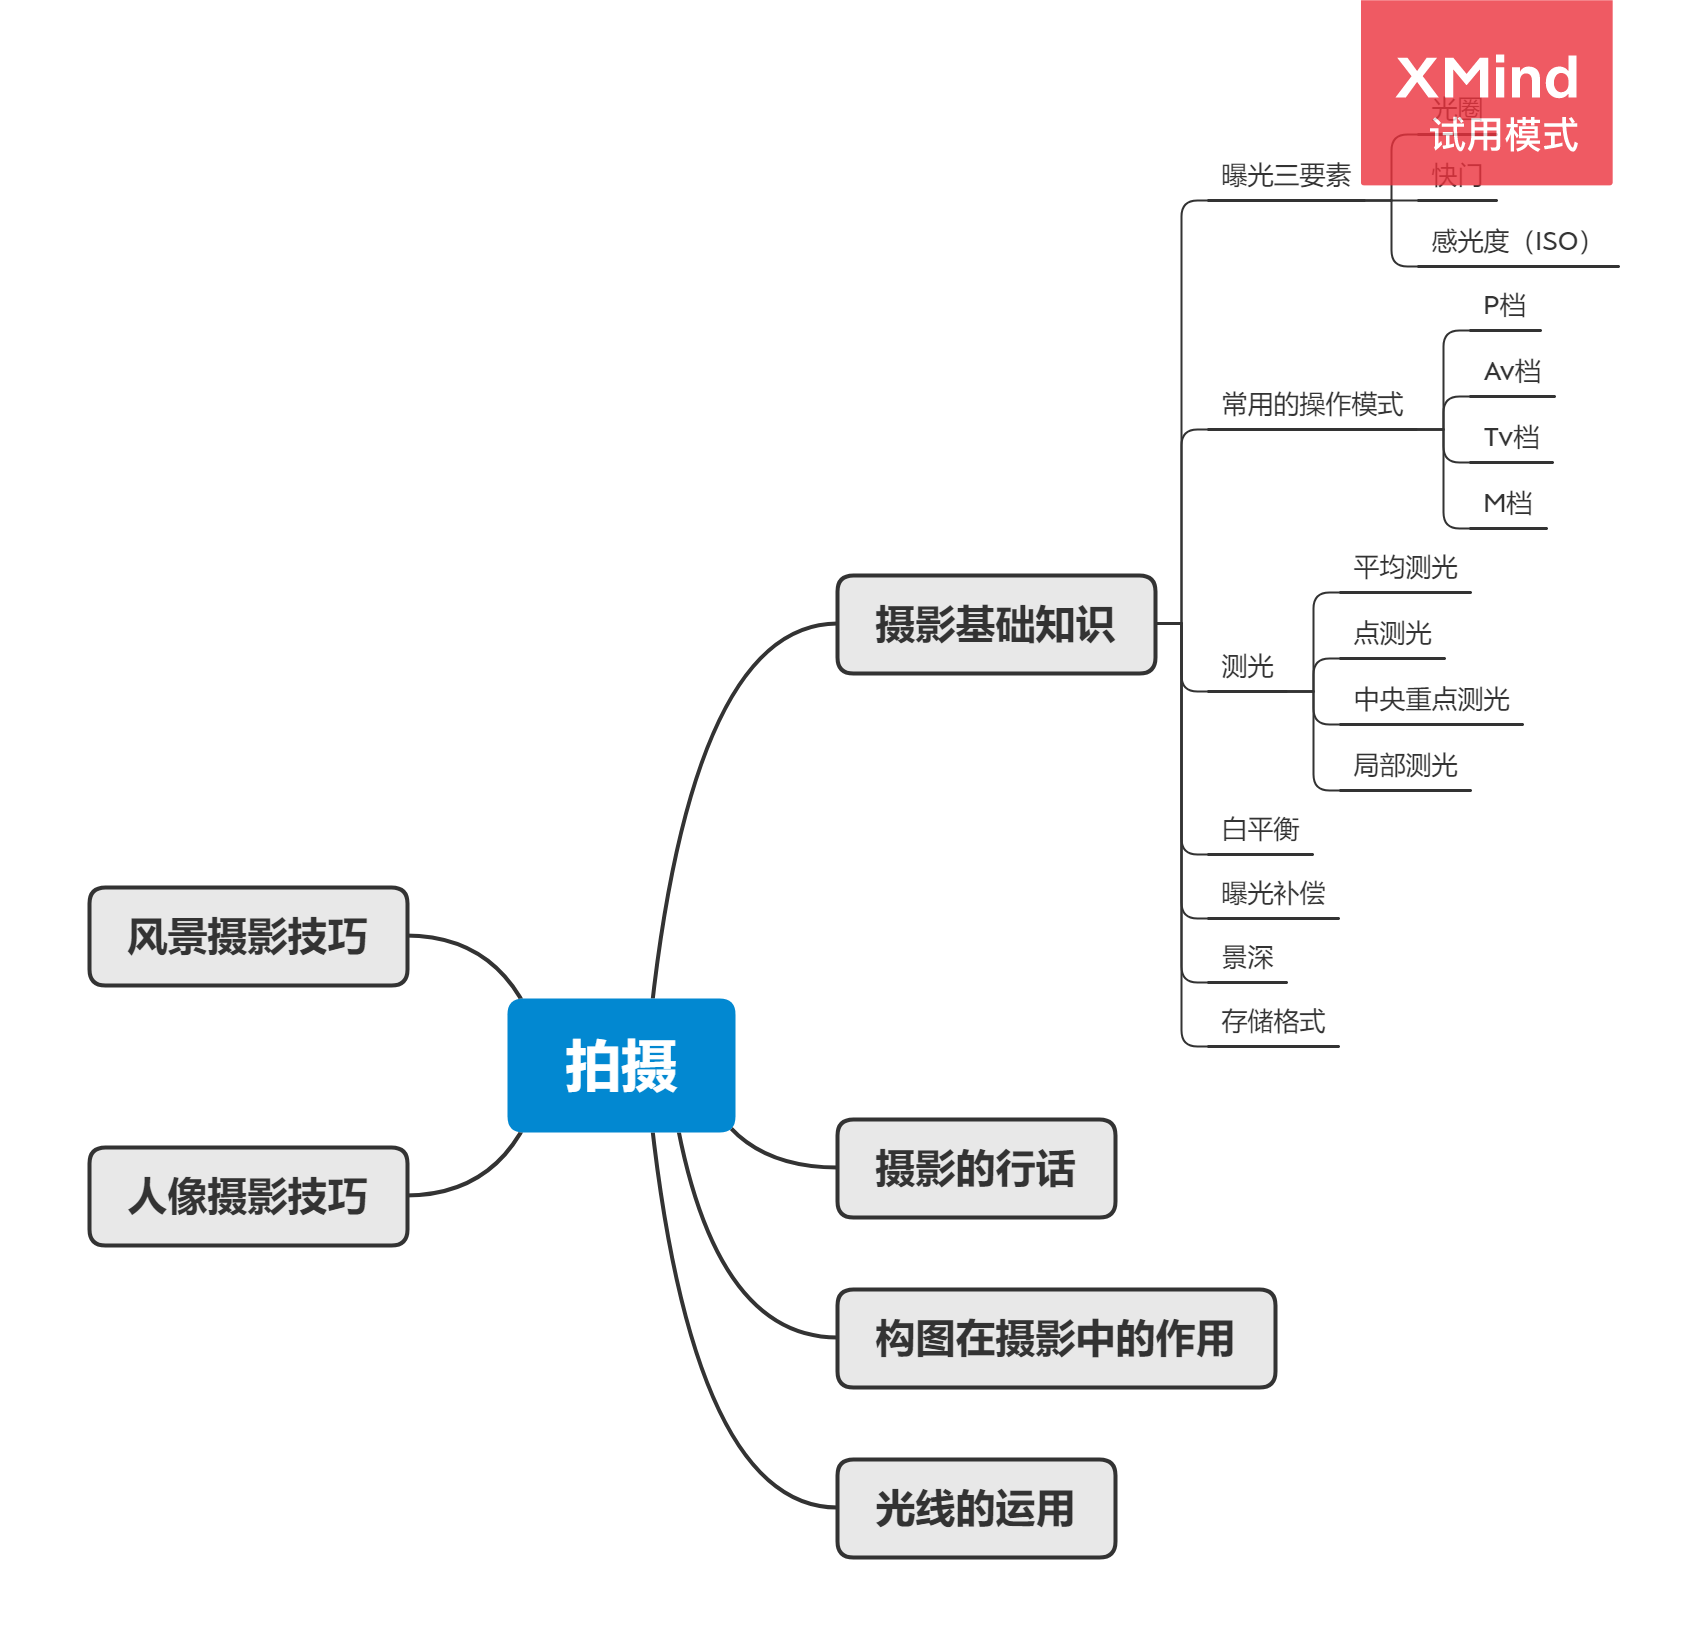 XMind
试用模式
曝光三要素
光圈
快门
感光度（ISO）
常用的操作模式
P档
Av档
Tv档
M档
摄影基础知识
测光
平均测光
点测光
中央重点测光
局部测光
白平衡
曝光补偿
景深
存储格式
风景摄影技巧
拍摄
人像摄影技巧
摄影的行话
构图在摄影中的作用
光线的运用